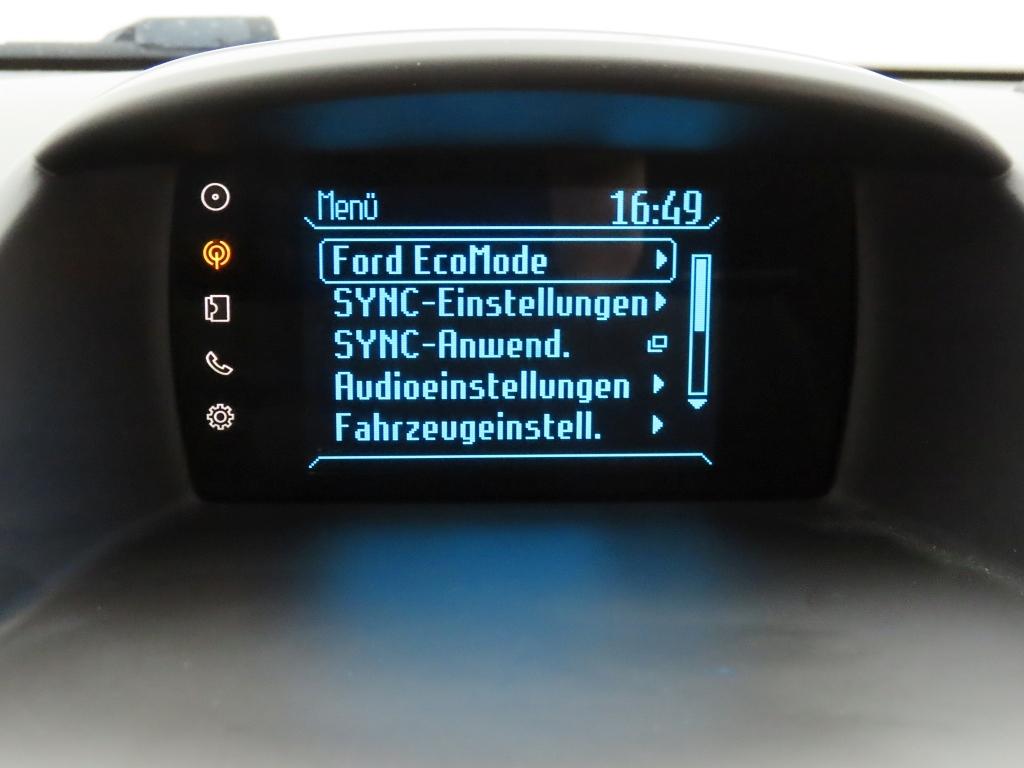 Menü 16:49
Ford EcoMode
SYNC-Einstellungen
SYNC-Anwend.
Audioeinstellungen
Fahrzeugeinstell.